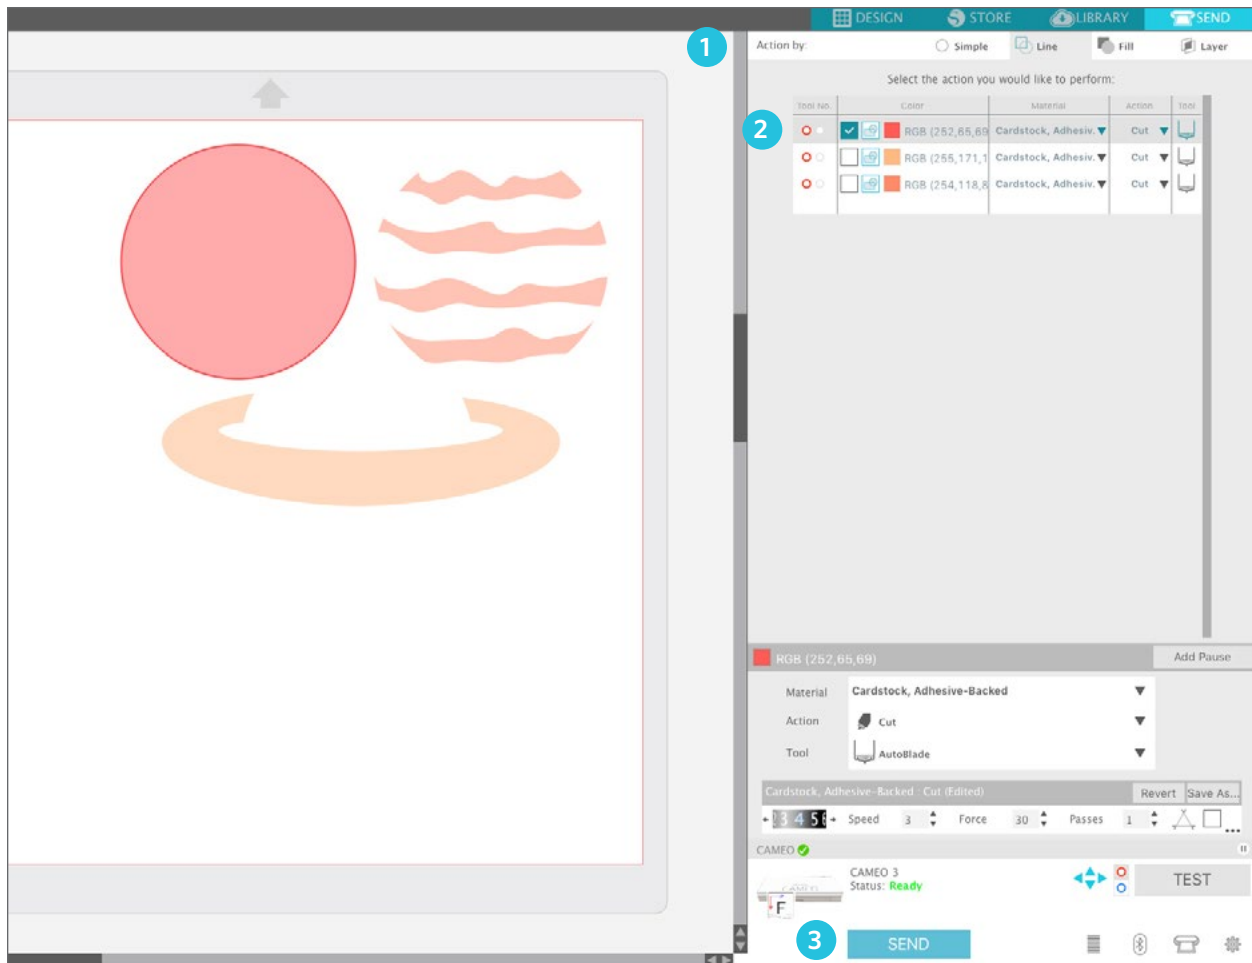 DESIGN STORE LIBRARY SEND
1
Action by: Simple Line Fill Layer
Select the action you would like to perform:
Tool No. Color Material Action Tool
2
RGB (252,65,69 Cardstock, Adhesiv. Cut
RGB (255,171,1 Cardstock, Adhesiv. Cut
RGB (254,118,8 Cardstock, Adhesiv. Cut
RGB (252,65,69) Add Pause
Material Cardstock, Adhesive-Backed
Action Cut
Tool AutoBlade
Cardstock, Adhesive-Backed : Cut (Edited) Revert Save As...
3 4 5 Speed 3 Force 30 Passes 1
CAMEO
CAMEO 3
Status: Ready
TEST
F
3
SEND